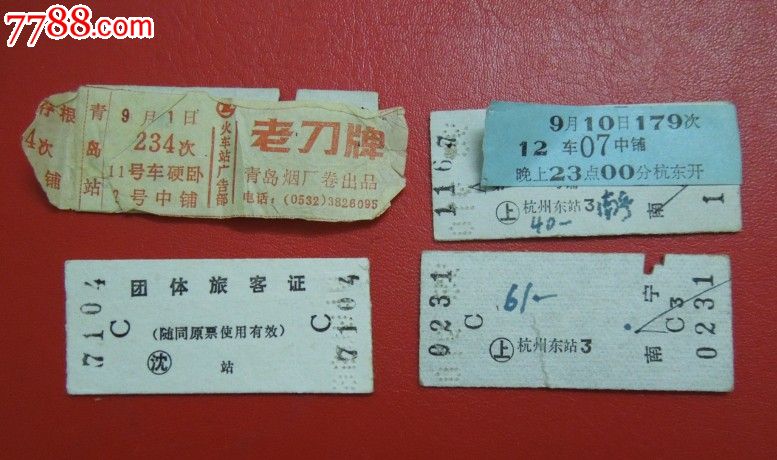 7788.com
存根
4次
铺
青岛站
9月1日
234次
11号车硬卧
号中铺
火车站广告部
老刀牌
青岛烟厂卷出品
电话：(0532)3826095
9月10日179次
12 车07中铺
晚上23点00分杭东开
1167
上 杭州东站3
40—
南
1
团体旅客证
7104
C
(随同原票使用有效)
C
7104
沈 站
0231
C
61—
上 杭州东站3
南宁
C3
0231